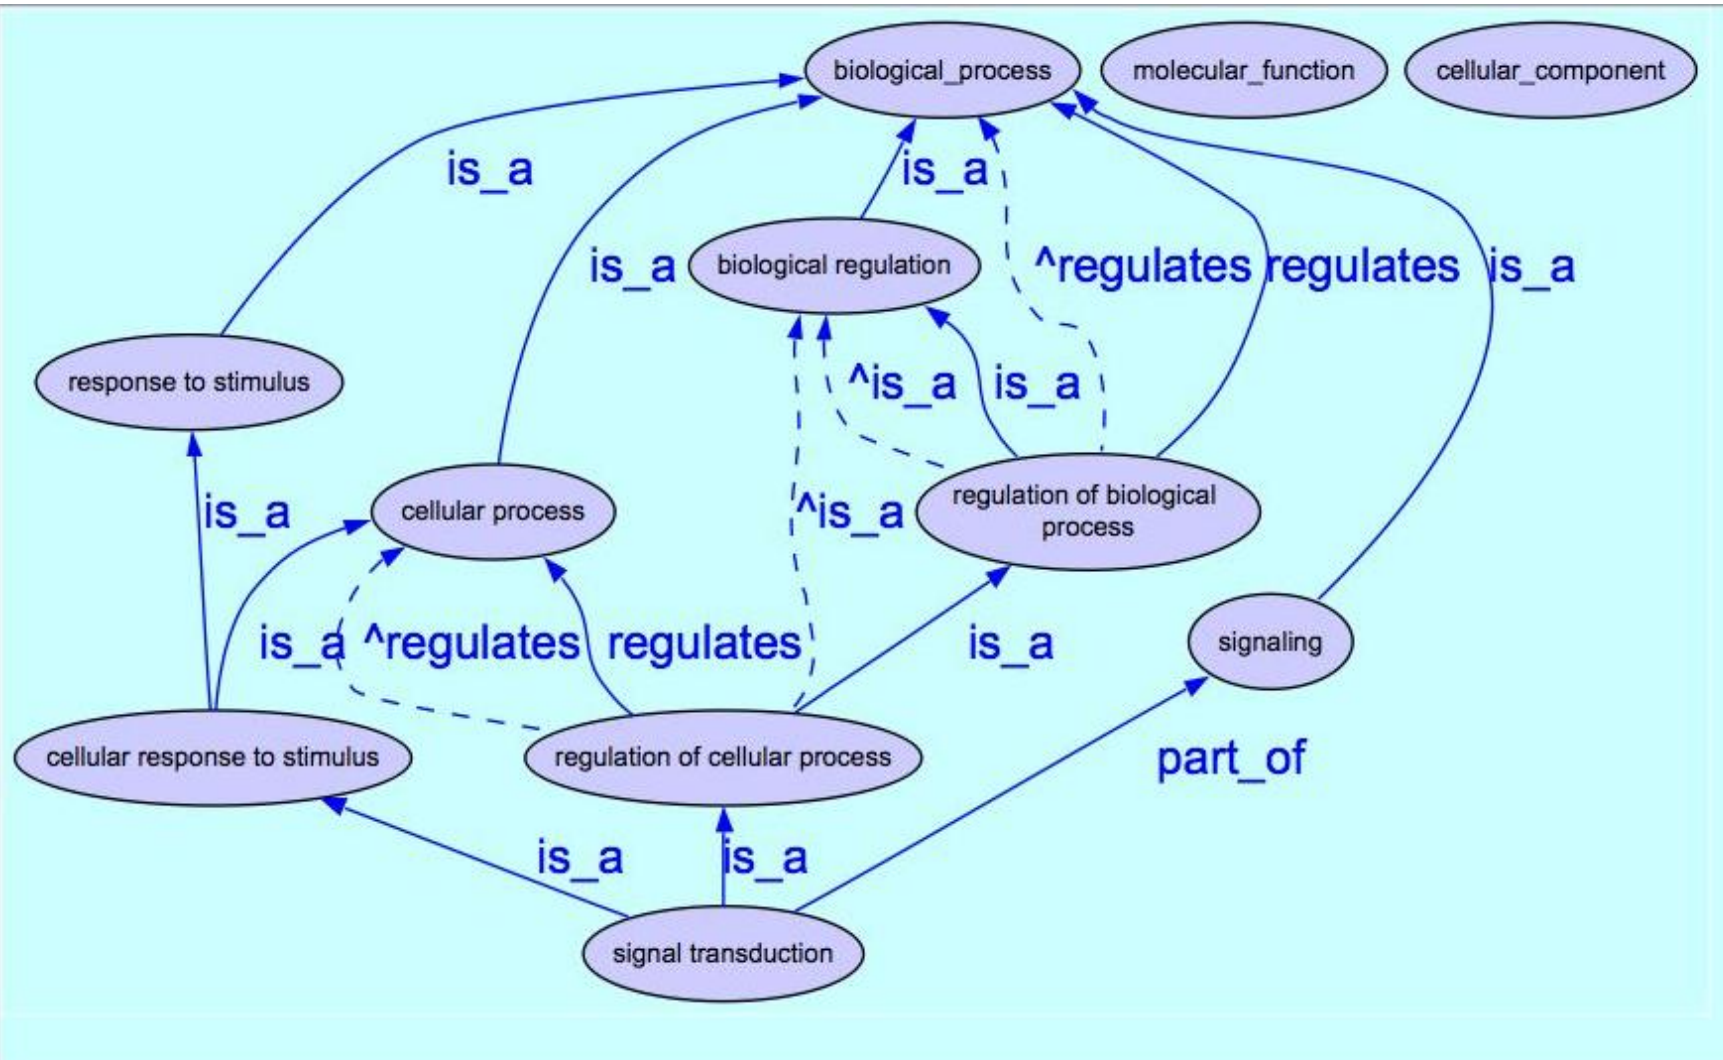 biological_process
molecular_function
cellular_component
is_a
is_a
is_a
biological regulation
^regulates
regulates
is_a
response to stimulus
^is_a
is_a
is_a
cellular process
^is_a
regulation of biological
process
is_a
^regulates
regulates
is_a
signaling
cellular response to stimulus
regulation of cellular process
part_of
is_a
is_a
signal transduction